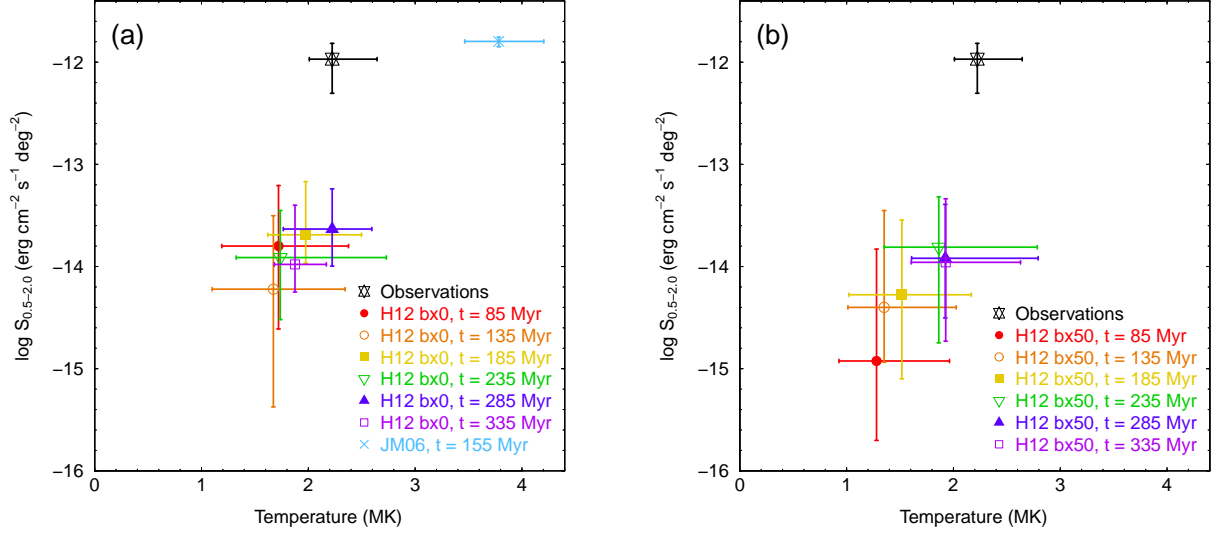 (a)
log S0.5−2.0 (erg cm−2 s−1 deg−2)
−12
−13
−14
−15
−16
0
1
2
3
4
Temperature (MK)
Observations
H12 bx0, t = 85 Myr
H12 bx0, t = 135 Myr
H12 bx0, t = 185 Myr
H12 bx0, t = 235 Myr
H12 bx0, t = 285 Myr
H12 bx0, t = 335 Myr
JM06, t = 155 Myr
(b)
log S0.5−2.0 (erg cm−2 s−1 deg−2)
−12
−13
−14
−15
−16
0
1
2
3
4
Temperature (MK)
Observations
H12 bx50, t = 85 Myr
H12 bx50, t = 135 Myr
H12 bx50, t = 185 Myr
H12 bx50, t = 235 Myr
H12 bx50, t = 285 Myr
H12 bx50, t = 335 Myr